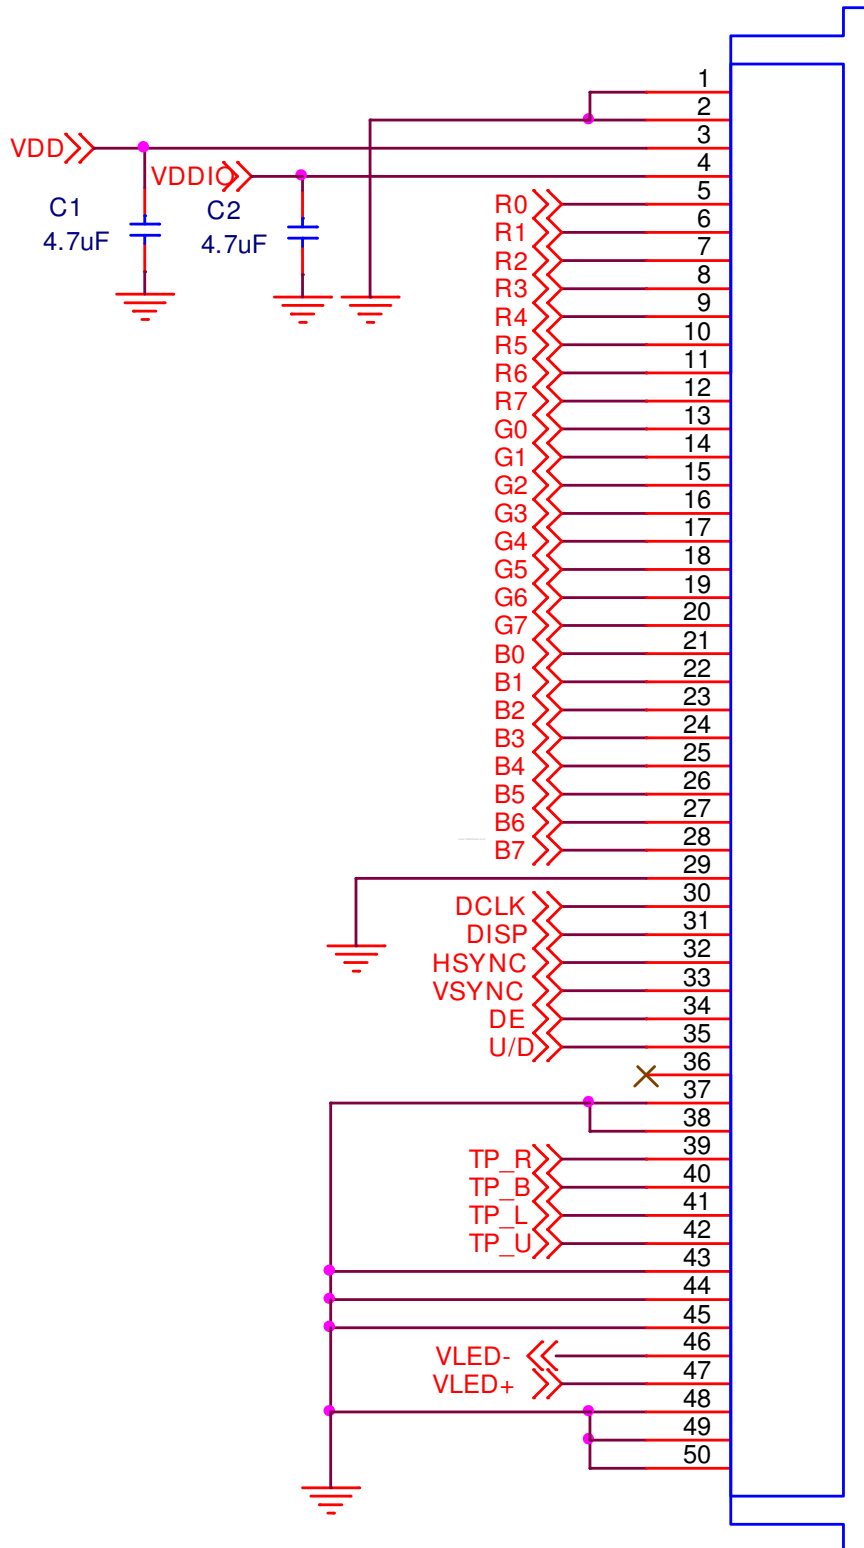 1
2
VDD 3
VDDIO 4
C1 C2 R0 5
4.7uF 4.7uF R1 6
R2 7
R3 8
R4 9
R5 10
R6 11
R7 12
G0 13
G1 14
G2 15
G3 16
G4 17
G5 18
G6 19
G7 20
B0 21
B1 22
B2 23
B3 24
B4 25
B5 26
B6 27
B7 28
29
DCLK 30
DISP 31
HSYNC 32
VSYNC 33
DE 34
U/D 35
36
37
38
TP_R 39
TP_B 40
TP_L 41
TP_U 42
43
44
45
VLED- 46
VLED+ 47
48
49
50